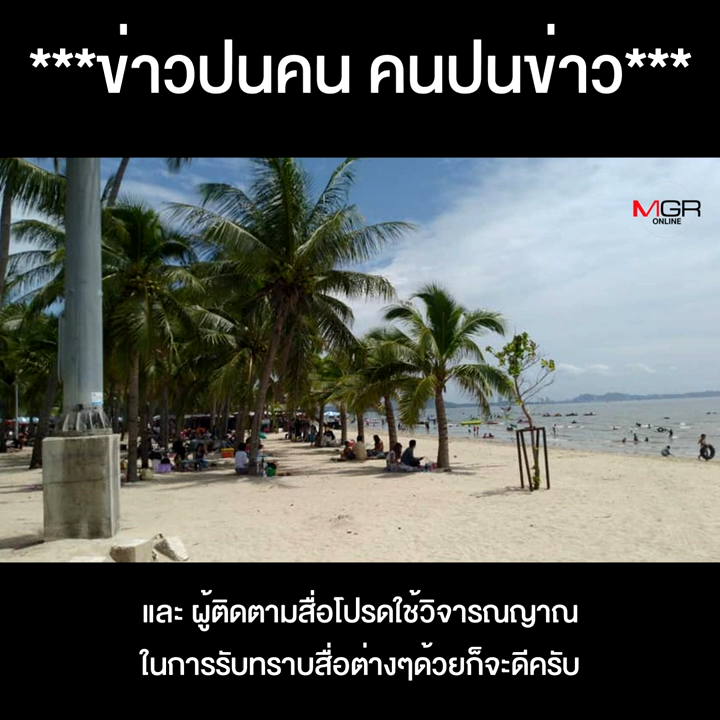 ***ข่าวปนคน คนปนข่าว***
MGR
ONLINE
และ ผู้ติดตามสื่อโปรดใช้วิจารณญาณ
ในการรับทราบสื่อต่างๆด้วยก็จะดีครับ